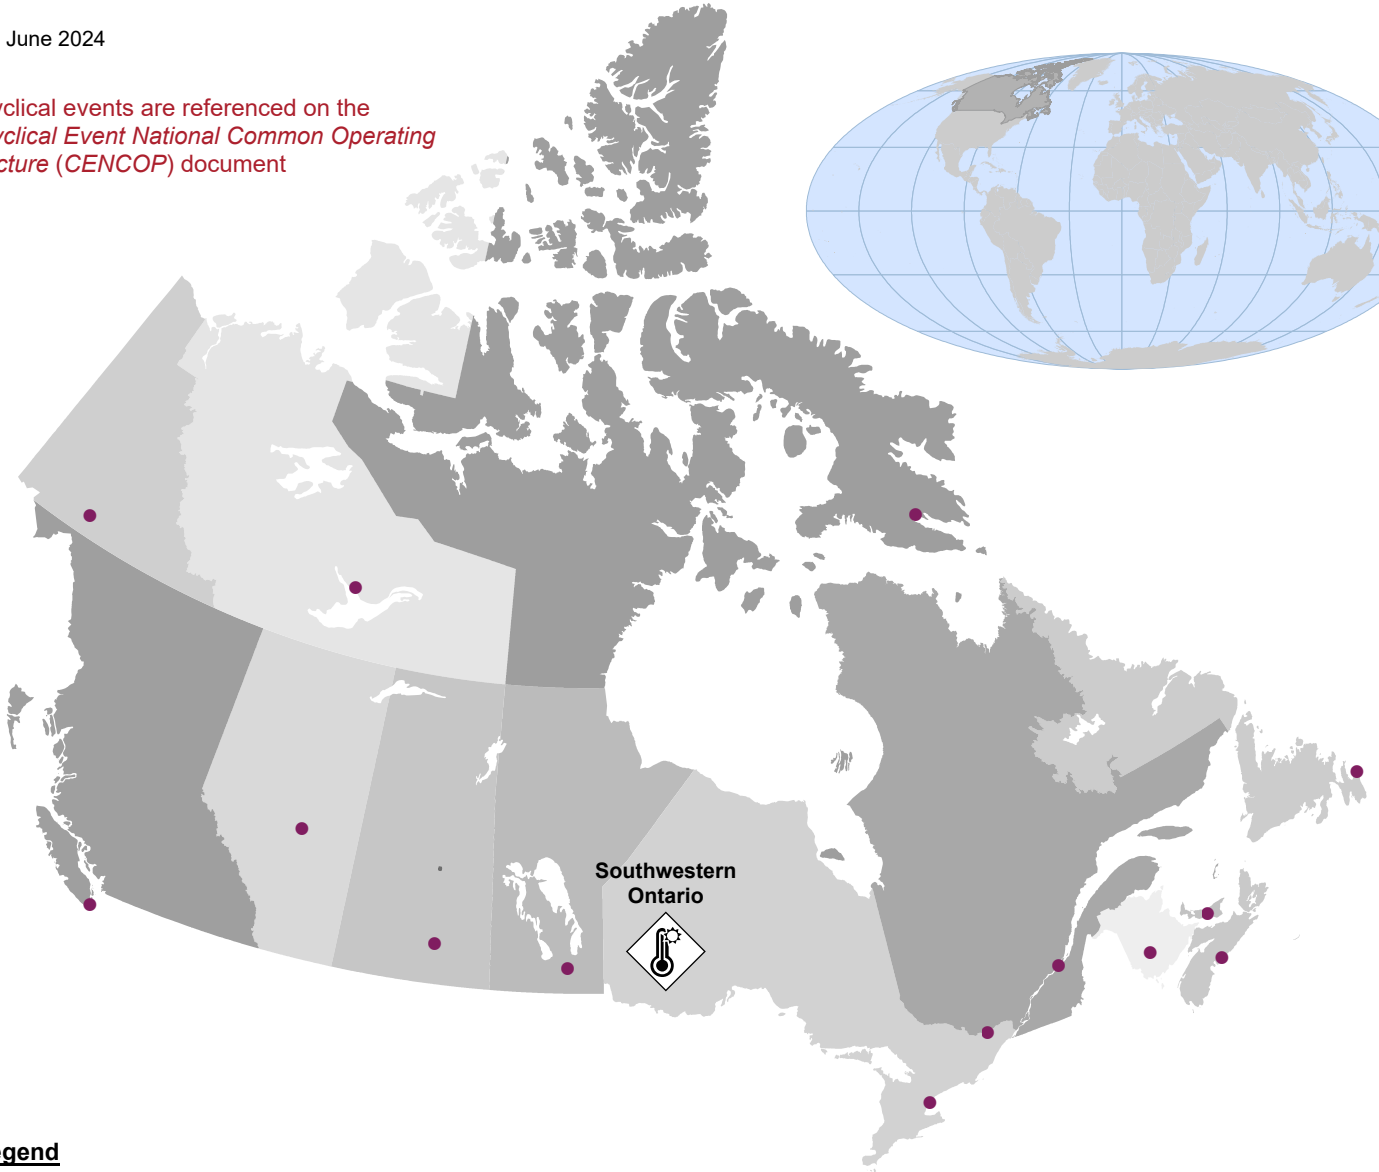 June 2024
yclical events are referenced on the
yclical Event National Common Operating
cture (CENCOP) document
Southwestern
Ontario
egend